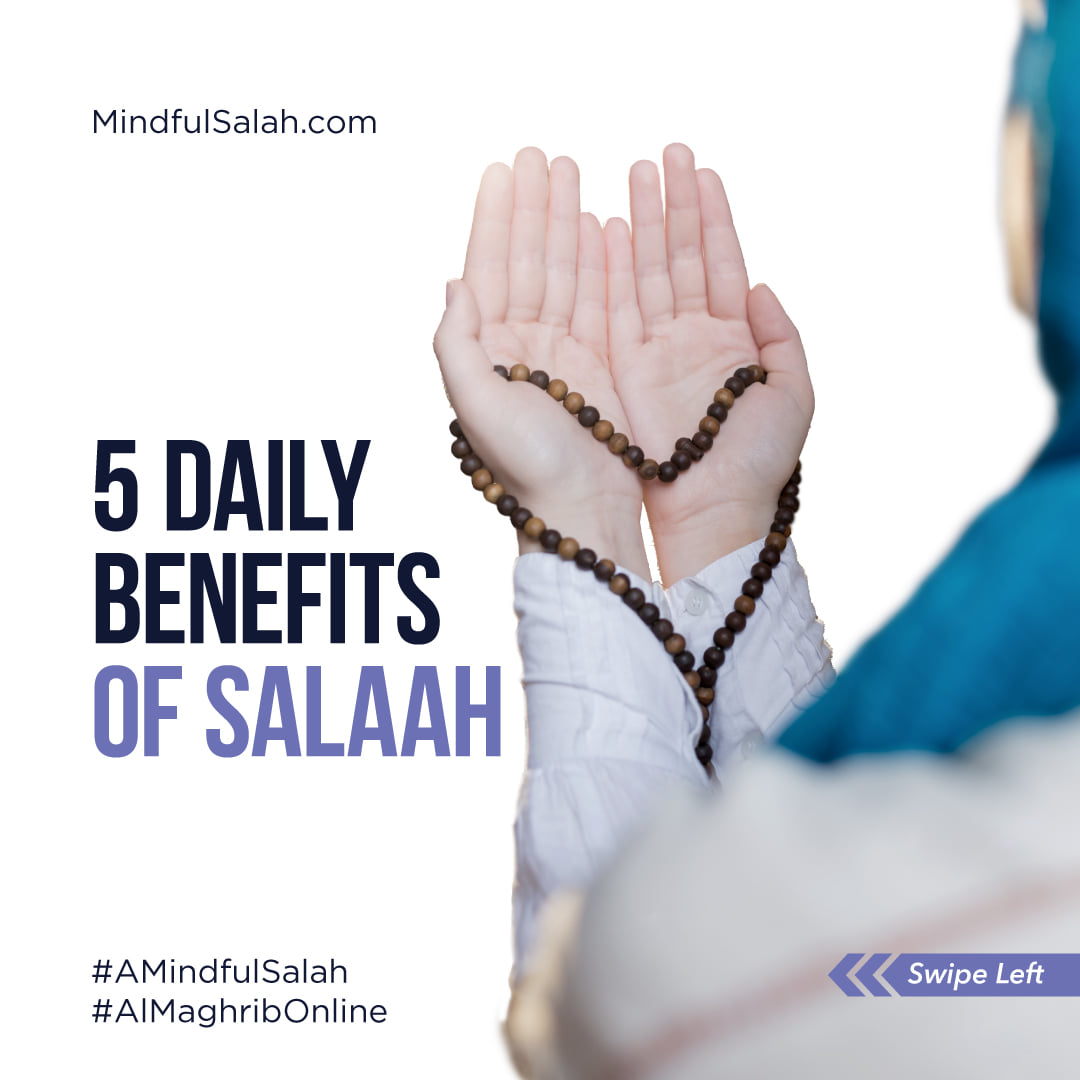 MindfulSalah.com
5 DAILY
BENEFITS
OF SALAAH
#AMindfulSalah
#AlMaghribOnline
Swipe Left